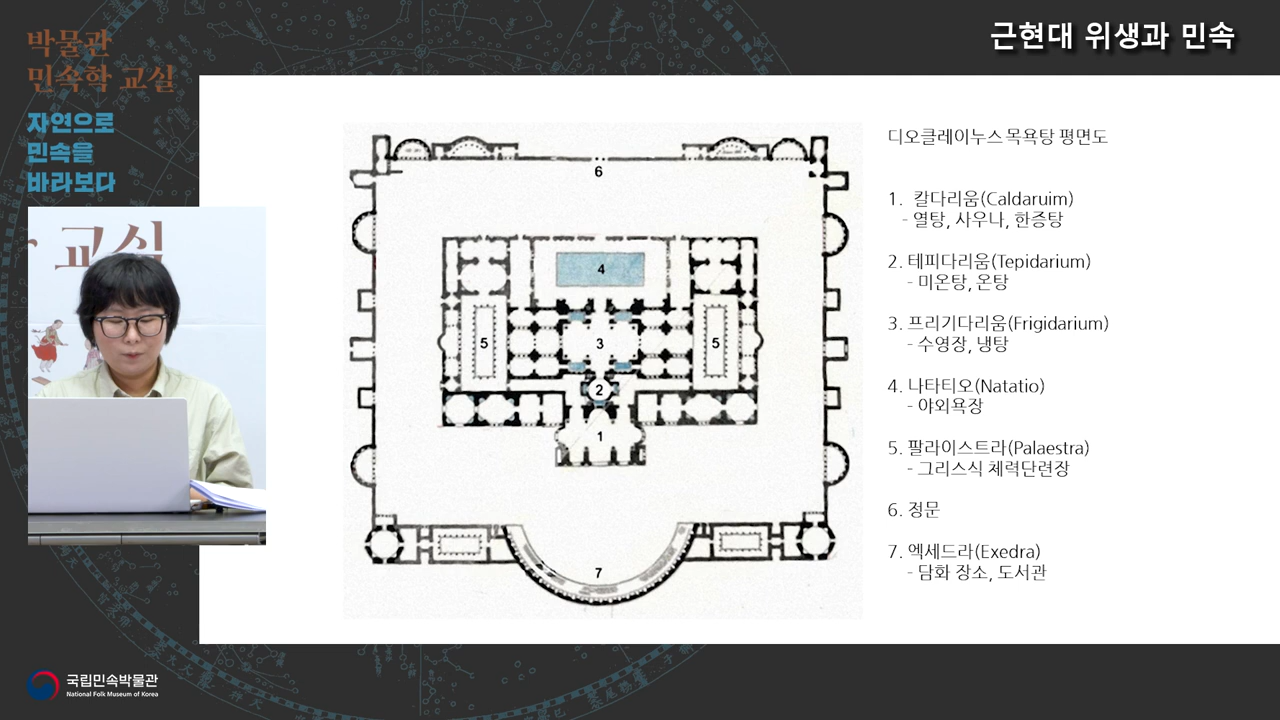 박물관
민속학 교실
자연으로
민속을
바라보다
근현대 위생과 민속
교실
디오클레이누스 목욕탕 평면도
1. 칼다리움(Caldaruim)
- 열탕, 사우나, 한증탕
2. 테피다리움(Tepidarium)
- 미온탕, 온탕
3. 프리기다리움(Frigidarium)
- 수영장, 냉탕
4. 나타티오(Natatio)
- 야외욕장
5. 팔라이스트라(Palaestra)
- 그리스식 체력단련장
6. 정문
7. 엑세드라(Exedra)
- 담화 장소, 도서관
6
4
5
3
5
2
1
7
국립민속박물관
National Folk Museum of Korea